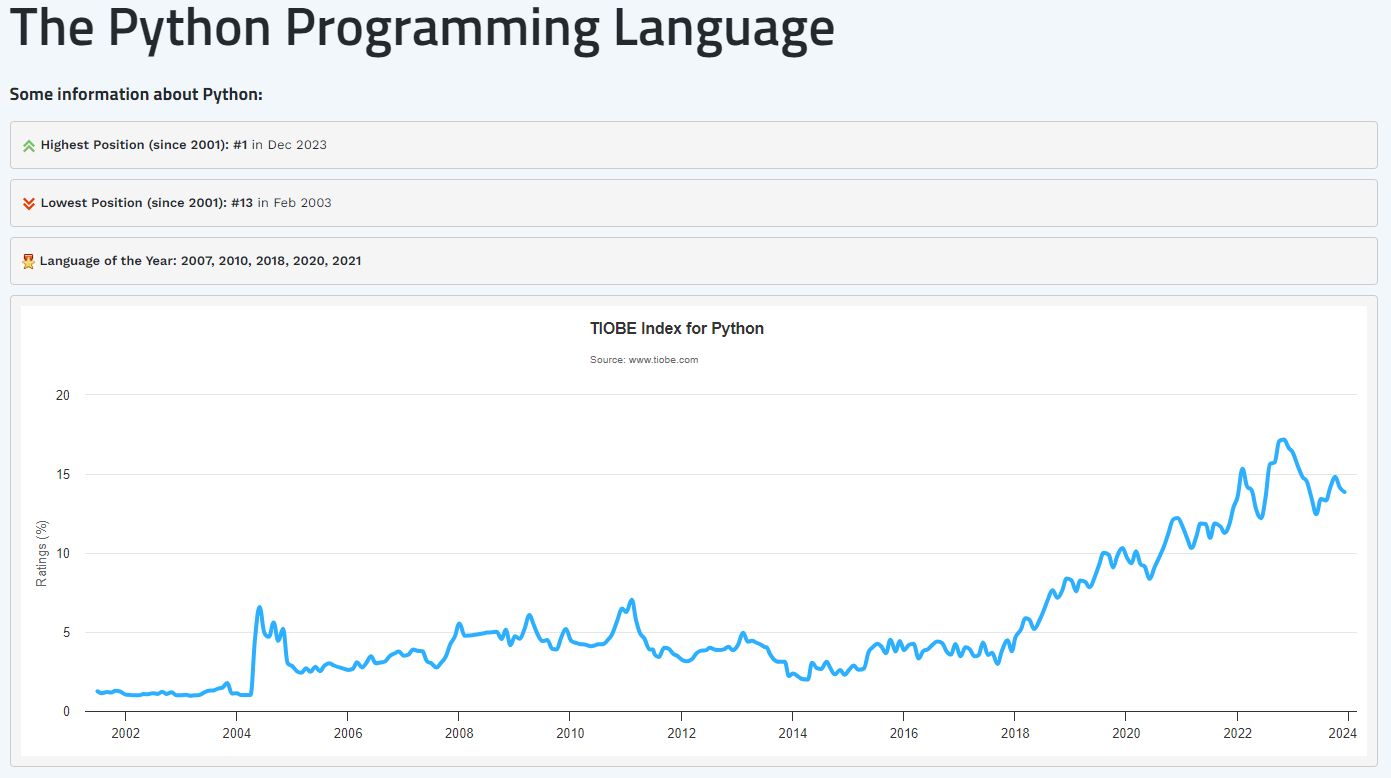 The Python Programming Language
Some information about Python:
Highest Position (since 2001): #1 in Dec 2023
Lowest Position (since 2001): #13 in Feb 2003
Language of the Year: 2007, 2010, 2018, 2020, 2021
TIOBE Index for Python
Source: www.tiobe.com
Ratings (%)
20
15
10
5
0
2002 2004 2006 2008 2010 2012 2014 2016 2018 2020 2022 2024